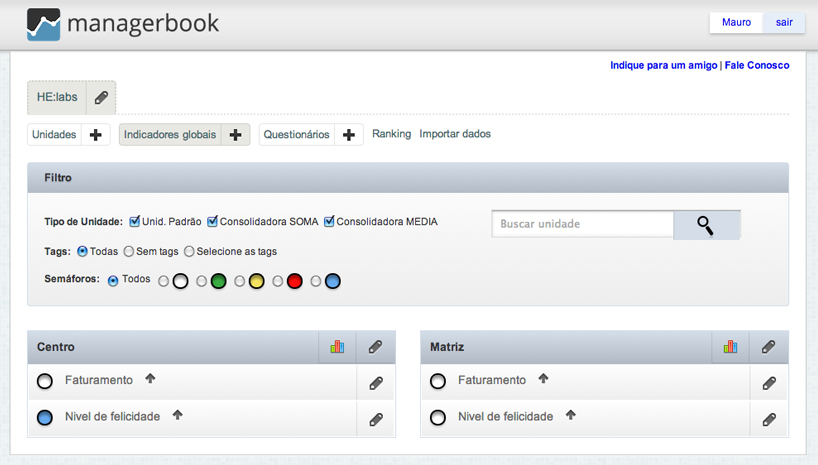 managerbook
Mauro sair
Indique para um amigo | Fale Conosco
HE:labs
Unidades Indicadores globais Questionários Ranking Importar dados
Filtro
Tipo de Unidade: Unid. Padrão Consolidadora SOMA Consolidadora MEDIA
Buscar unidade
Tags: Todas Sem tags Selecione as tags
Semáforos: Todos
Centro
Faturamento
Nivel de felicidade
Matriz
Faturamento
Nivel de felicidade